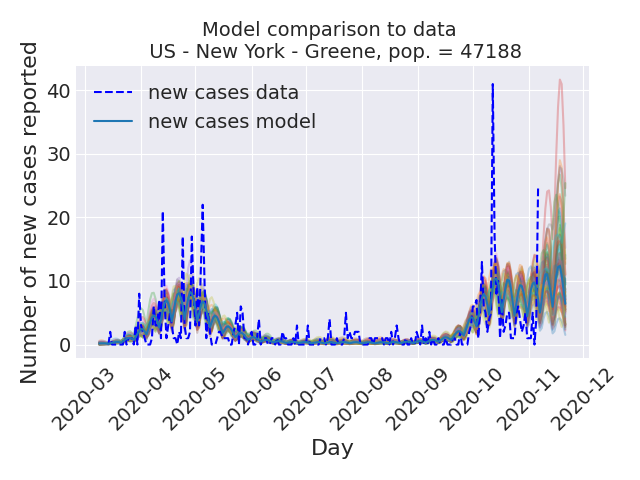 Model comparison to data
US - New York - Greene, pop. = 47188
Number of new cases reported
40
30
20
10
0
new cases data
new cases model
2020-03
2020-04
2020-05
2020-06
2020-07
2020-08
2020-09
2020-10
2020-11
2020-12
Day